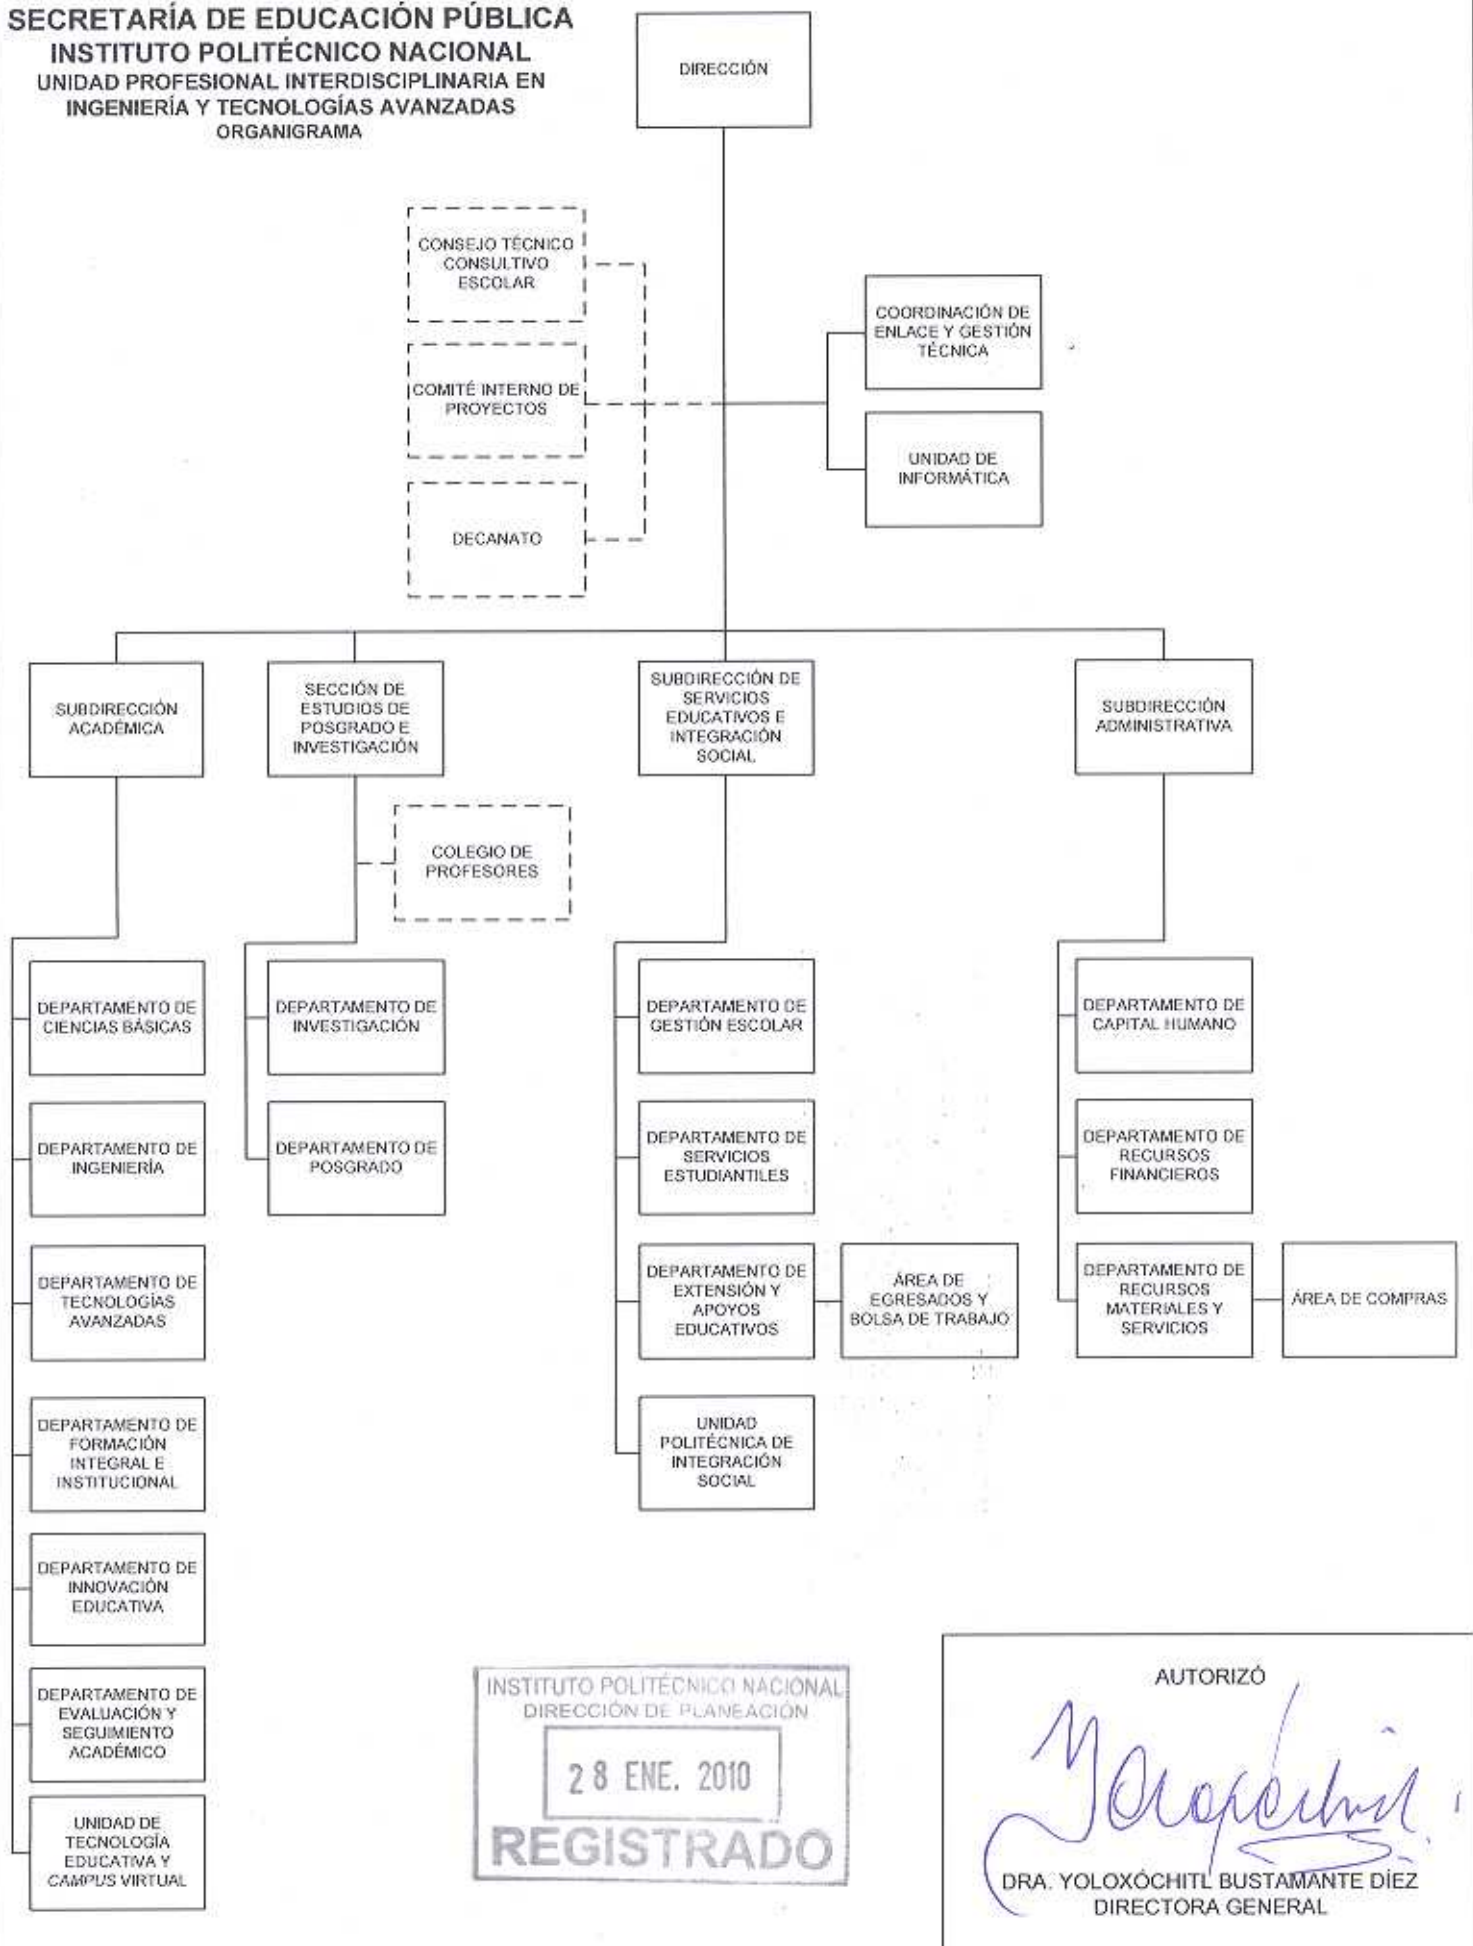 SECRETARÍA DE EDUCACIÓN PÚBLICA
INSTITUTO POLITÉCNICO NACIONAL
UNIDAD PROFESIONAL INTERDISCIPLINARIA EN
INGENIERÍA Y TECNOLOGÍAS AVANZADAS
ORGANIGRAMA
DIRECCIÓN
CONSEJO TÉCNICO
CONSULTIVO
ESCOLAR
COMITÉ INTERNO DE
PROYECTOS
DECANATO
COORDINACIÓN DE
ENLACE Y GESTIÓN
TÉCNICA
UNIDAD DE
INFORMÁTICA
SUBDIRECCIÓN
ACADÉMICA
SECCIÓN DE
ESTUDIOS DE
POSGRADO E
INVESTIGACIÓN
SUBDIRECCIÓN DE
SERVICIOS
EDUCATIVOS E
INTEGRACIÓN
SOCIAL
SUBDIRECCIÓN
ADMINISTRATIVA
COLEGIO DE
PROFESORES
DEPARTAMENTO DE
CIENCIAS BÁSICAS
DEPARTAMENTO DE
INGENIERÍA
DEPARTAMENTO DE
TECNOLOGÍAS
AVANZADAS
DEPARTAMENTO DE
FORMACIÓN
INTEGRAL E
INSTITUCIONAL
DEPARTAMENTO DE
INNOVACIÓN
EDUCATIVA
DEPARTAMENTO DE
EVALUACIÓN Y
SEGUIMIENTO
ACADÉMICO
UNIDAD DE
TECNOLOGÍA
EDUCATIVA Y
CAMPUS VIRTUAL
DEPARTAMENTO DE
INVESTIGACIÓN
DEPARTAMENTO DE
POSGRADO
DEPARTAMENTO DE
GESTIÓN ESCOLAR
DEPARTAMENTO DE
SERVICIOS
ESTUDIANTILES
DEPARTAMENTO DE
EXTENSIÓN Y
APOYOS
EDUCATIVOS
ÁREA DE
EGRESADOS Y
BOLSA DE TRABAJO
UNIDAD
POLITÉCNICA DE
INTEGRACIÓN
SOCIAL
DEPARTAMENTO DE
CAPITAL HUMANO
DEPARTAMENTO DE
RECURSOS
FINANCIEROS
DEPARTAMENTO DE
RECURSOS
MATERIALES Y
SERVICIOS
ÁREA DE COMPRAS
INSTITUTO POLITÉCNICO NACIONAL
DIRECCIÓN DE PLANEACIÓN
28 ENE. 2010
REGISTRADO
AUTORIZÓ
DRA. YOLOXÓCHITL BUSTAMANTE DÍEZ
DIRECTORA GENERAL